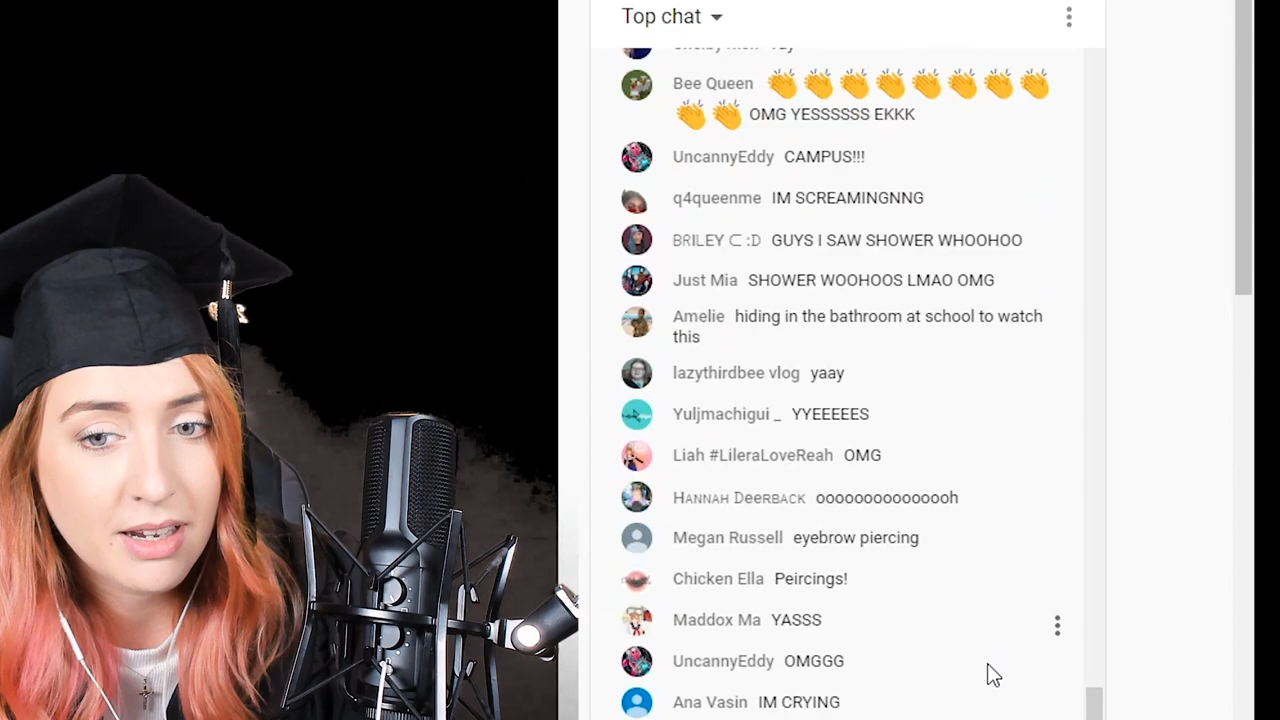 Top chat
Bee Queen 👏👏👏👏👏👏👏👏
👏👏 OMG YESSSSSS EKKK
UncannyEddy CAMPUS!!!
q4queenme IM SCREAMINGNNG
BRILEY ⊂ :D GUYS I SAW SHOWER WHOOHOO
Just Mia SHOWER WOOHOOS LMAO OMG
Amelie hiding in the bathroom at school to watch
this
lazythirdbee vlog yaay
Yuljmachigui _ YYEEEEES
Liah #LileraLoveReah OMG
Hᴀɴɴᴀʜ Dᴇᴇʀʙᴀᴄᴋ ooooooooooooooh
Megan Russell eyebrow piercing
Chicken Ella Peircings!
Maddox Ma YASSS
UncannyEddy OMGGG
Ana Vasin IM CRYING